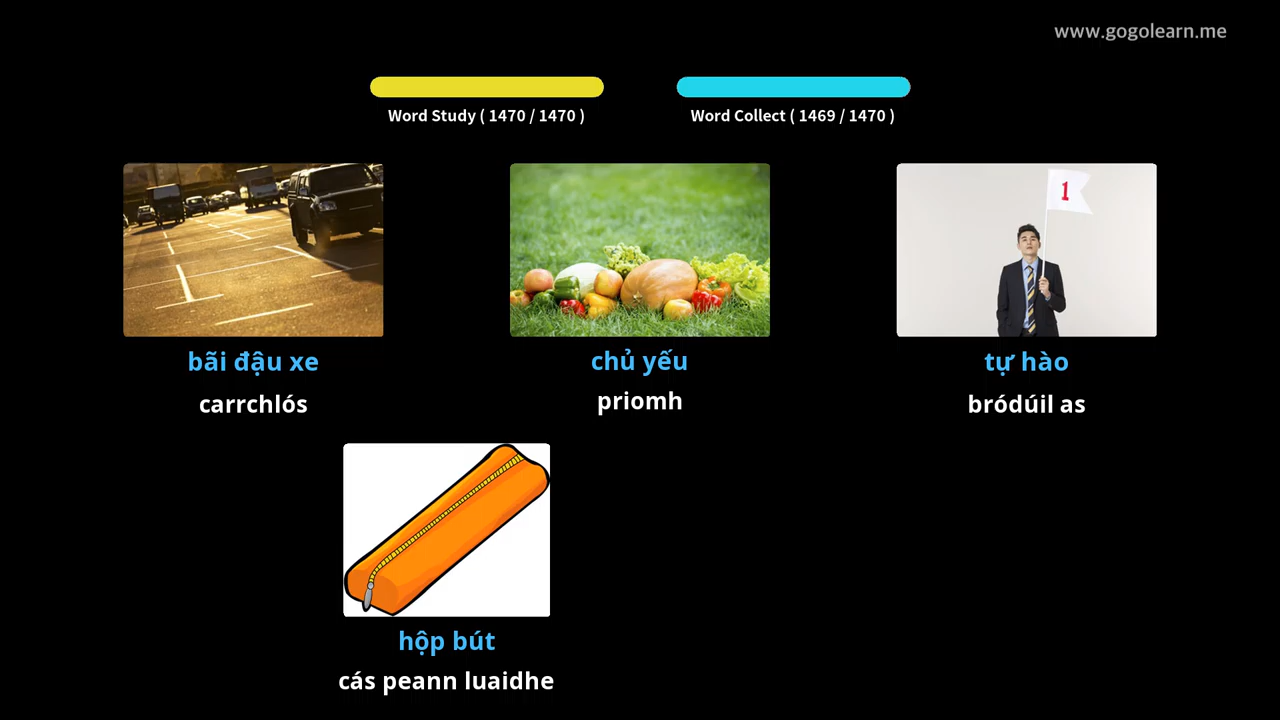 www.gogolearn.me
Word Study ( 1470 / 1470 )
Word Collect ( 1469 / 1470 )
1
bãi đậu xe
chủ yếu
tự hào
carrchlós
priomh
bródúil as
hộp bút
cás peann luaidhe